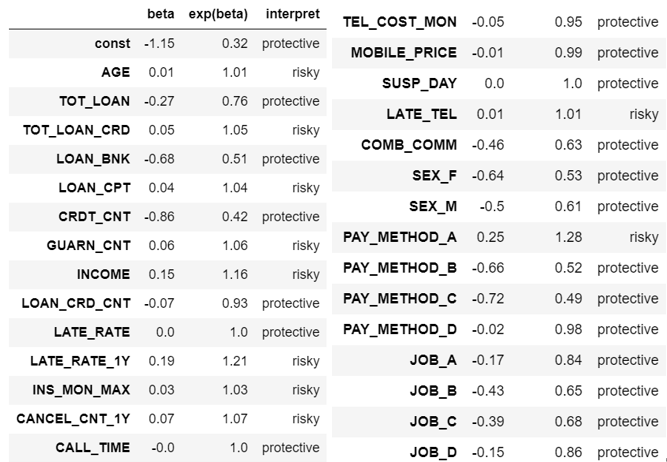 beta exp(beta) interpret
const -1.15 0.32 protective
AGE 0.01 1.01 risky
TOT_LOAN -0.27 0.76 protective
TOT_LOAN_CRD 0.05 1.05 risky
LOAN_BNK -0.68 0.51 protective
LOAN_CPT 0.04 1.04 risky
CRDT_CNT -0.86 0.42 protective
GUARN_CNT 0.06 1.06 risky
INCOME 0.15 1.16 risky
LOAN_CRD_CNT -0.07 0.93 protective
LATE_RATE 0.0 1.0 protective
LATE_RATE_1Y 0.19 1.21 risky
INS_MON_MAX 0.03 1.03 risky
CANCEL_CNT_1Y 0.07 1.07 risky
CALL_TIME -0.0 1.0 protective
TEL_COST_MON -0.05 0.95 protective
MOBILE_PRICE -0.01 0.99 protective
SUSP_DAY 0.0 1.0 protective
LATE_TEL 0.01 1.01 risky
COMB_COMM -0.46 0.63 protective
SEX_F -0.64 0.53 protective
SEX_M -0.5 0.61 protective
PAY_METHOD_A 0.25 1.28 risky
PAY_METHOD_B -0.66 0.52 protective
PAY_METHOD_C -0.72 0.49 protective
PAY_METHOD_D -0.02 0.98 protective
JOB_A -0.17 0.84 protective
JOB_B -0.43 0.65 protective
JOB_C -0.39 0.68 protective
JOB_D -0.15 0.86 protective